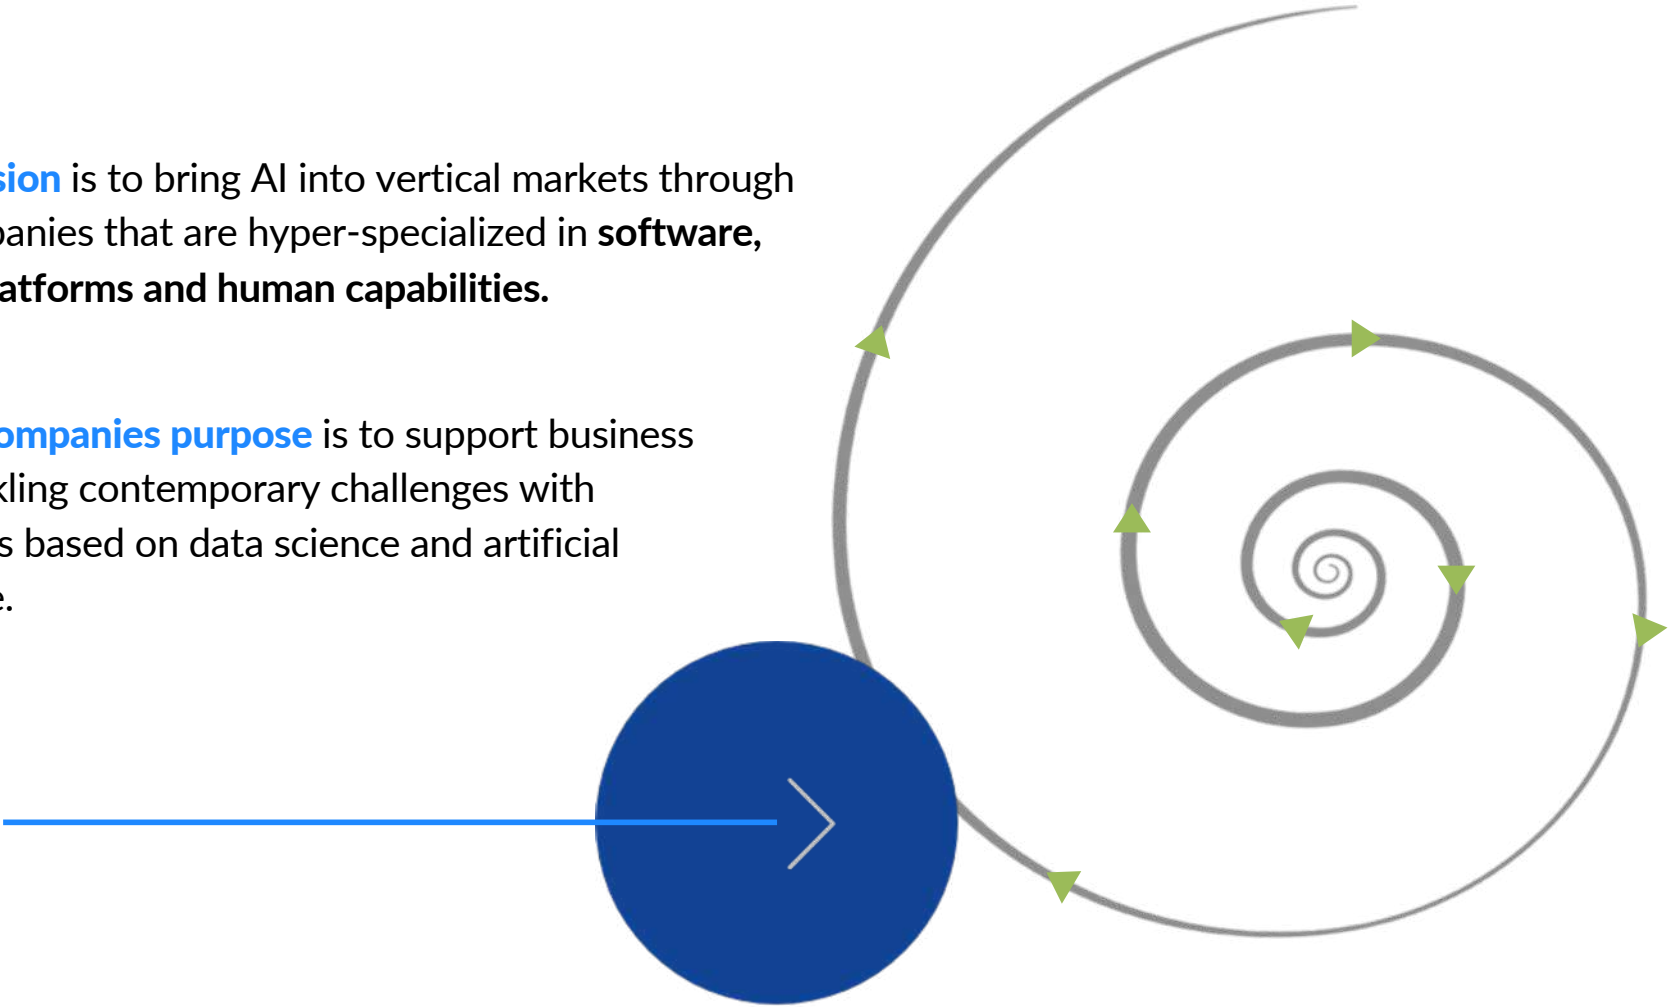 sion is to bring AI into vertical markets through
panies that are hyper-specialized in software,
atforms and human capabilities.
ompanies purpose is to support business
kling contemporary challenges with
s based on data science and artificial
e.